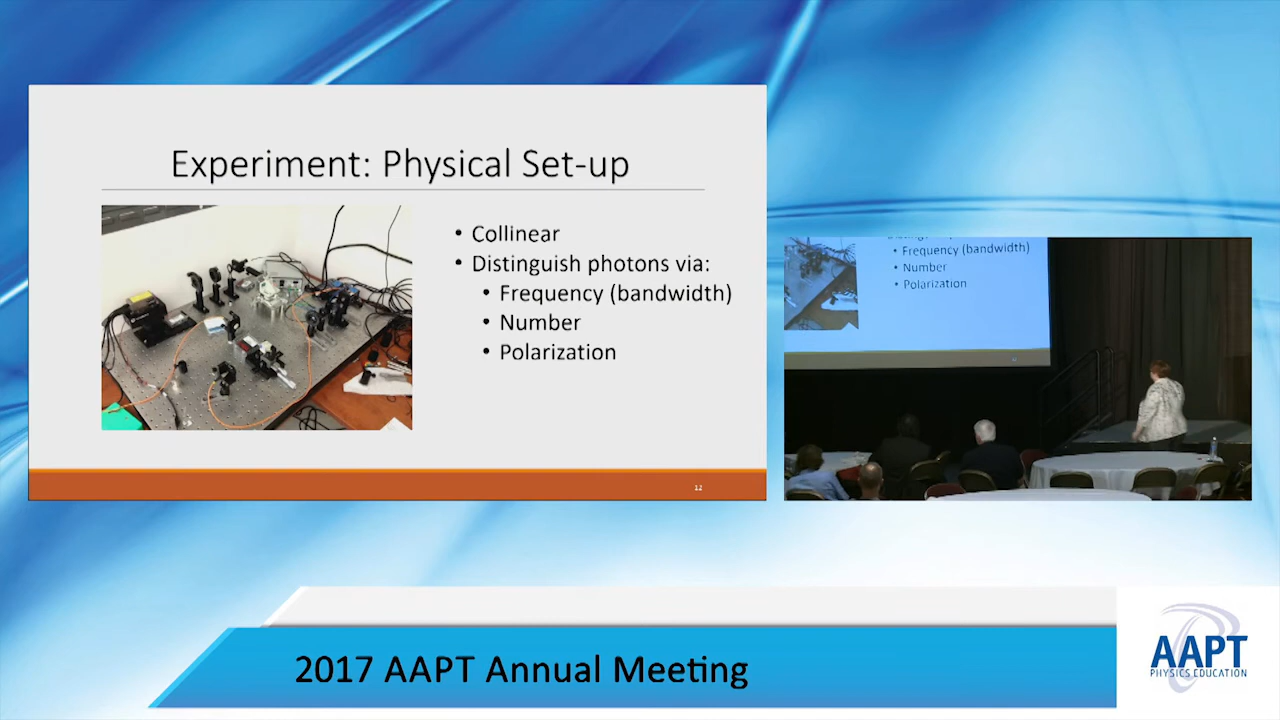 Experiment: Physical Set-up
• Collinear
• Distinguish photons via:
• Frequency (bandwidth)
• Number
• Polarization
12
• Frequency (bandwidth)
• Number
• Polarization
2017 AAPT Annual Meeting
AAPT
PHYSICS EDUCATION